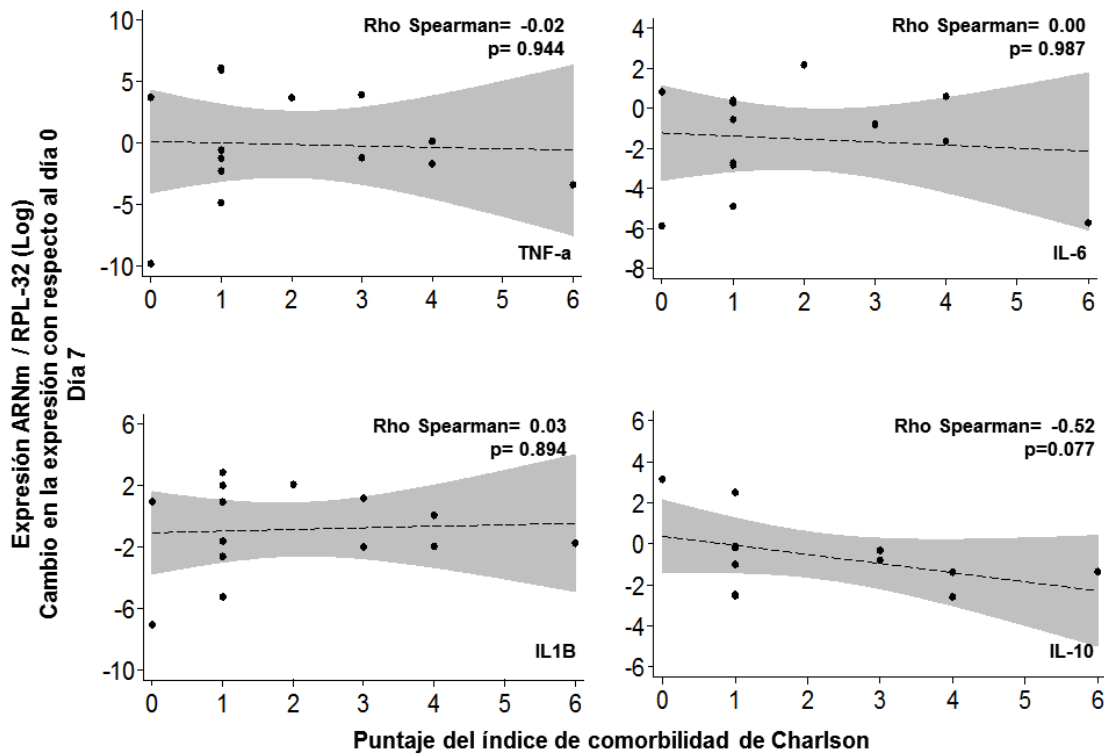 Expresión ARNm / RPL-32 (Log)
Cambio en la expresión con respecto al día 0
Día 7
10
5
0
-5
-10
Rho Spearman= -0.02
p= 0.944
TNF-a
0 1 2 3 4 5 6
4
2
0
-2
-4
-6
-8
Rho Spearman= 0.00
p= 0.987
IL-6
0 1 2 3 4 5 6
6
2
-2
-6
-10
Rho Spearman= 0.03
p= 0.894
IL1B
0 1 2 3 4 5 6
6
4
2
0
-2
-4
-6
Rho Spearman= -0.52
p=0.077
IL-10
0 1 2 3 4 5 6
Puntaje del índice de comorbilidad de Charlson